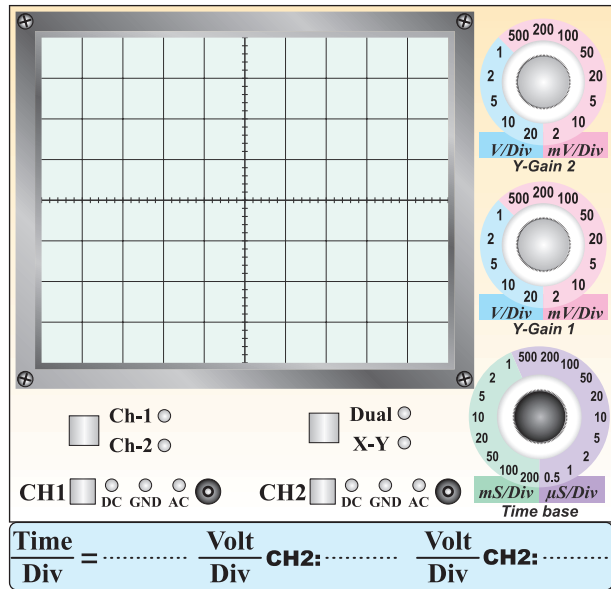 500 200 100
1 50
2 20
5 5
10 10
20 2
V/Div mV/Div
Y-Gain 2
500 200 100
1 50
2 20
5 5
10 10
20 2
V/Div mV/Div
Y-Gain 1
500 200
1 100
2 50
5 20
10 10
20 5
50 2
100 1
200 0.5
mS/Div µS/Div
Time base
Ch-1
Ch-2
Dual
X-Y
CH1 DC GND AC
CH2 DC GND AC
Time/Div = ............ Volt/Div CH2: ............ Volt/Div CH2: ............